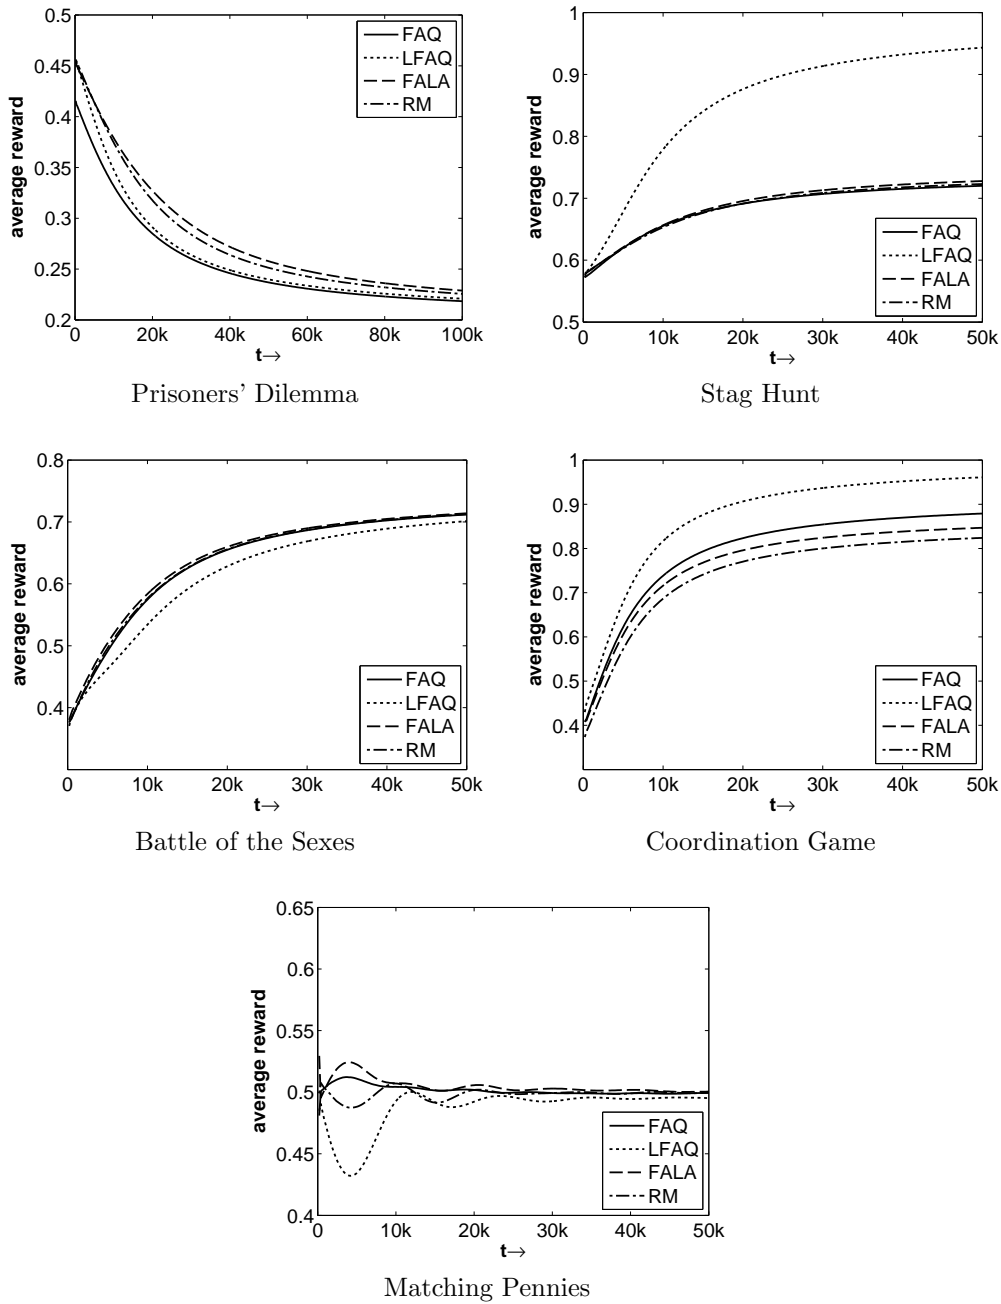 0.5
0.45
0.4
0.35
0.3
0.25
0.2
average reward
0 20k 40k 60k 80k 100k
t→
FAQ
LFAQ
FALA
RM
Prisoners' Dilemma
1
0.9
0.8
0.7
0.6
0.5
average reward
0 10k 20k 30k 40k 50k
t→
FAQ
LFAQ
FALA
RM
Stag Hunt
0.8
0.7
0.6
0.5
0.4
average reward
0 10k 20k 30k 40k 50k
t→
FAQ
LFAQ
FALA
RM
Battle of the Sexes
1
0.9
0.8
0.7
0.6
0.5
0.4
average reward
0 10k 20k 30k 40k 50k
t→
FAQ
LFAQ
FALA
RM
Coordination Game
0.65
0.6
0.55
0.5
0.45
0.4
average reward
0 10k 20k 30k 40k 50k
t→
FAQ
LFAQ
FALA
RM
Matching Pennies